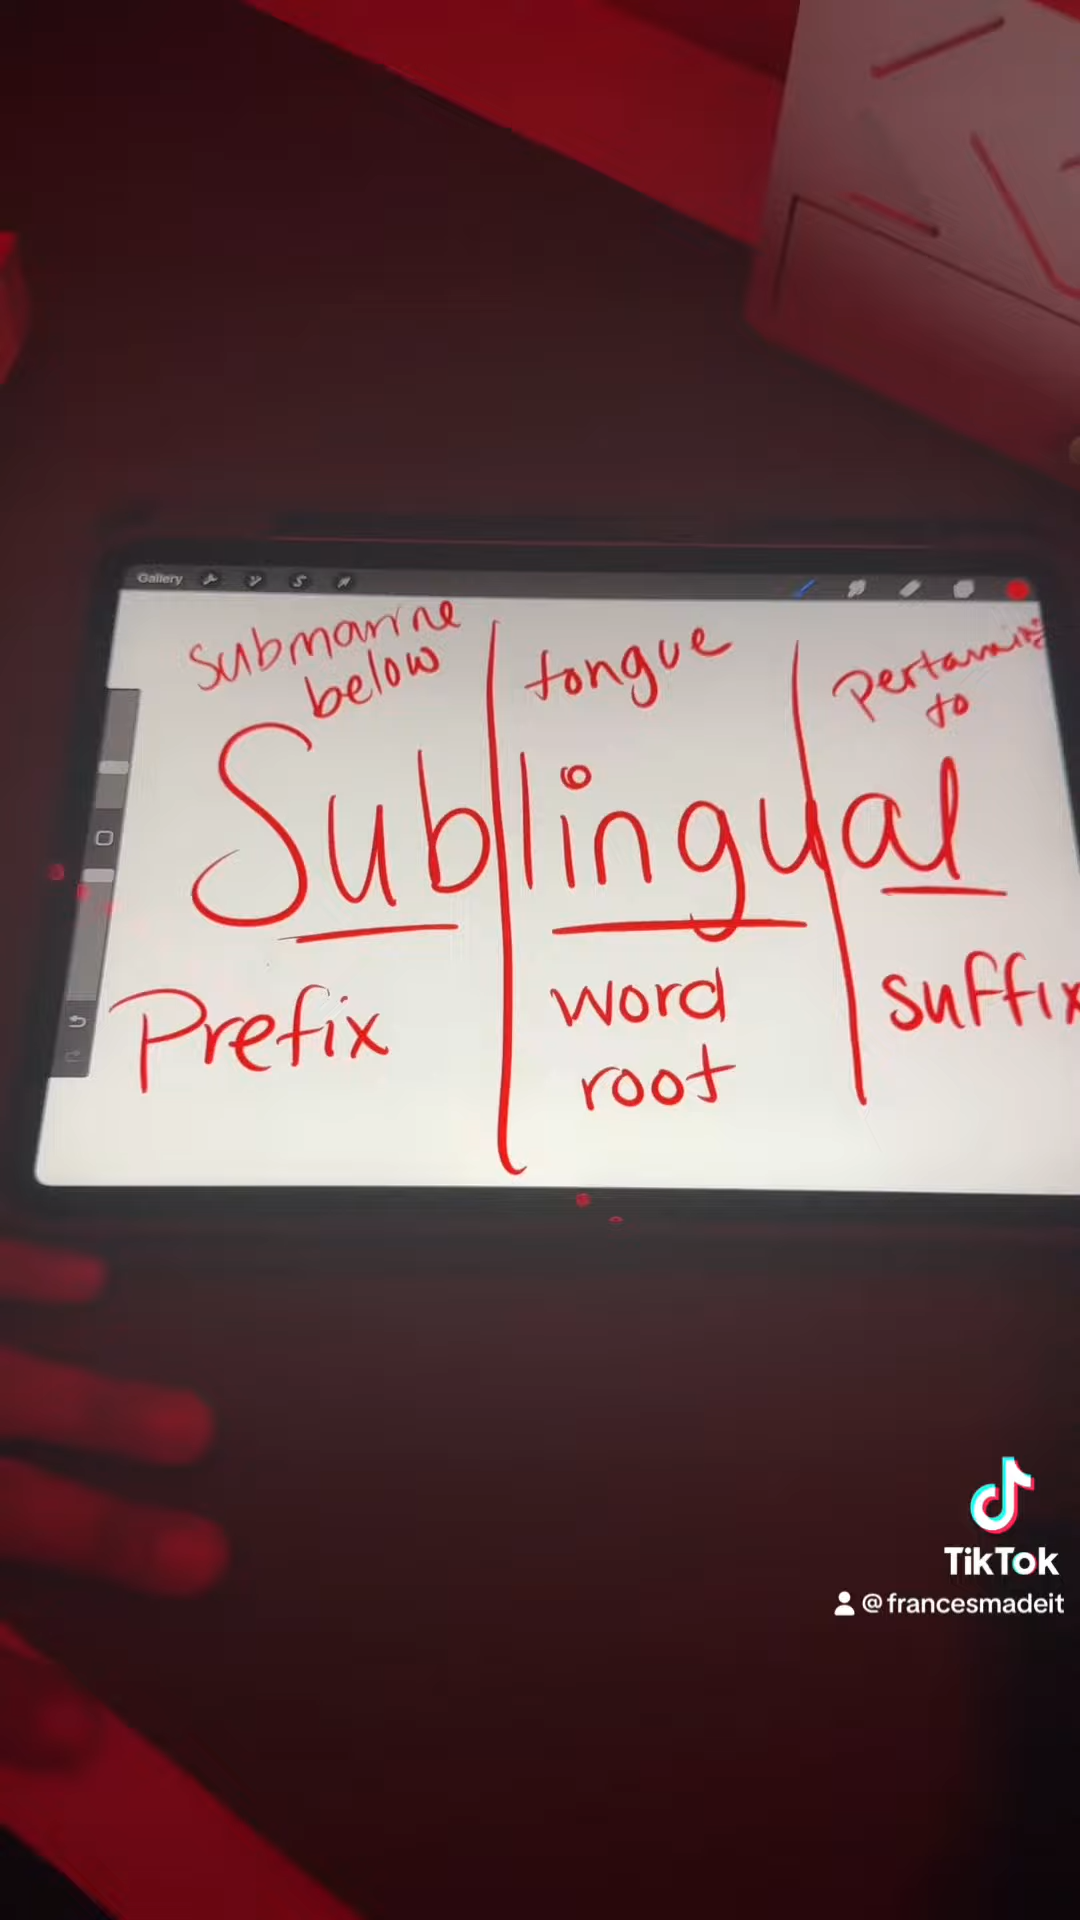 Gallery
submarine
below
tongue
pertaining
to
Sublingual
Prefix
word
root
suffix
TikTok
@francesmadeit